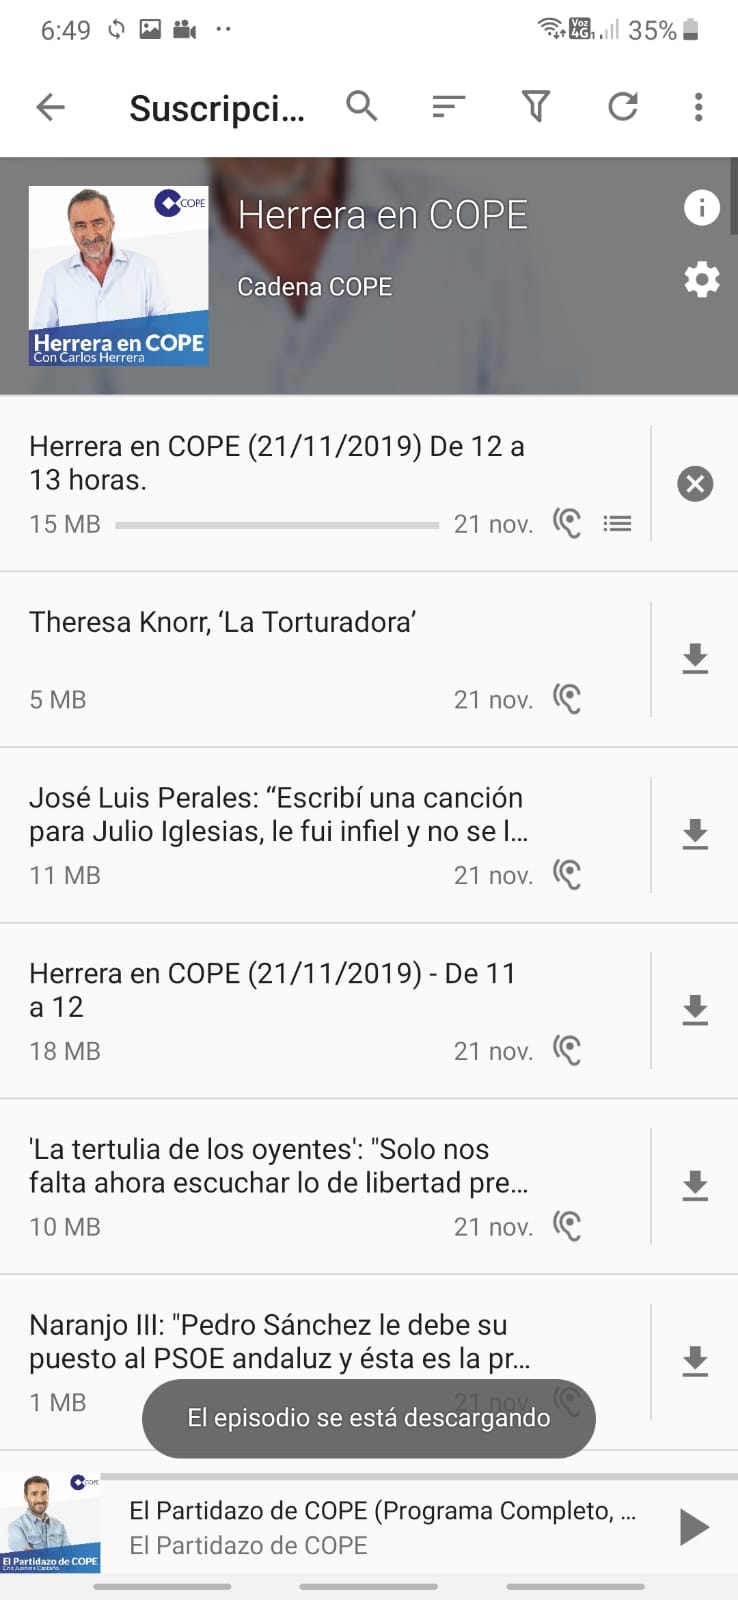 6:49
Voz
4G 1
35%
Suscripci...
COPE
Herrera en COPE
Con Carlos Herrera
Herrera en COPE
Cadena COPE
Herrera en COPE (21/11/2019) De 12 a
13 horas.
15 MB
21 nov.
Theresa Knorr, ‘La Torturadora’
5 MB
21 nov.
José Luis Perales: “Escribí una canción
para Julio Iglesias, le fui infiel y no se l...
11 MB
21 nov.
Herrera en COPE (21/11/2019) - De 11
a 12
18 MB
21 nov.
'La tertulia de los oyentes': "Solo nos
falta ahora escuchar lo de libertad pre...
10 MB
21 nov.
Naranjo III: "Pedro Sánchez le debe su
puesto al PSOE andaluz y ésta es la pr...
1 MB
21 nov.
El episodio se está descargando
COPE
El Partidazo de COPE
Con Juanma Castaño
El Partidazo de COPE (Programa Completo, ...
El Partidazo de COPE